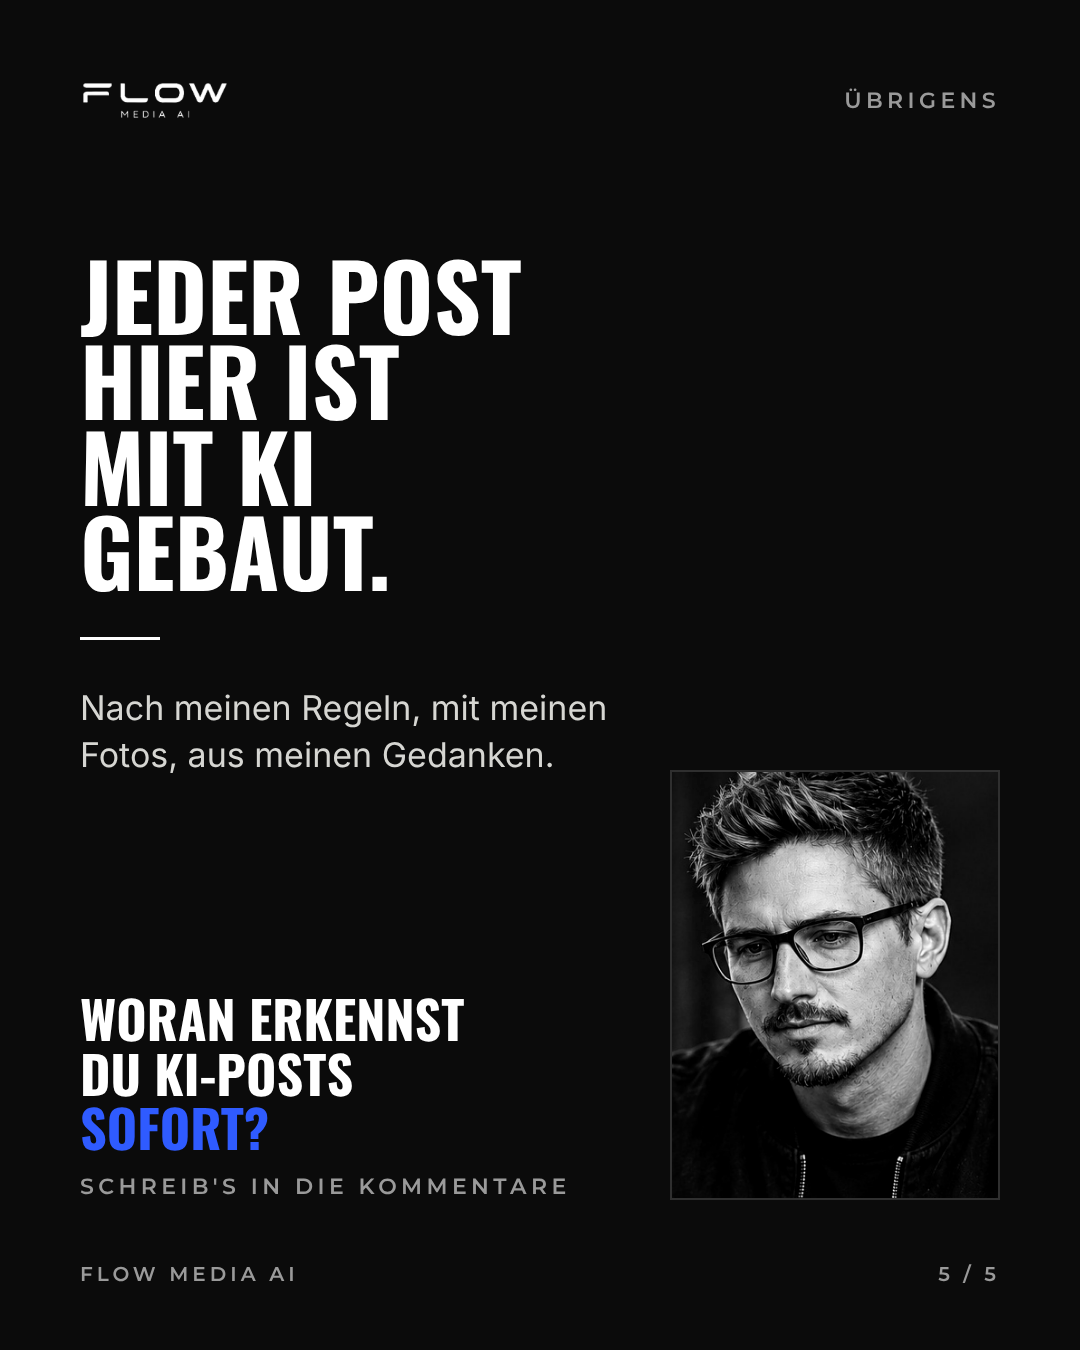 FLOW
MEDIA AI
ÜBRIGENS
JEDER POST
HIER IST
MIT KI
GEBAUT.
Nach meinen Regeln, mit meinen
Fotos, aus meinen Gedanken.
WORAN ERKENNST
DU KI-POSTS
SOFORT?
SCHREIB'S IN DIE KOMMENTARE
FLOW MEDIA AI
5 / 5